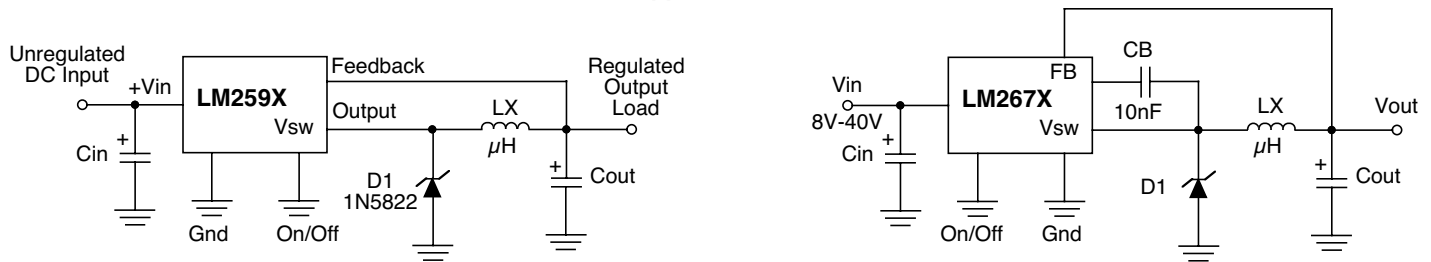 Unregulated
DC Input
+Vin
LM259X
Feedback
Output
Vsw
LX
µH
Regulated
Output
Load
+
Cin
D1
1N5822
+
Cout
Gnd
On/Off
Vin
8V-40V
LM267X
FB
CB
10nF
Vsw
LX
µH
Vout
+
Cin
D1
+
Cout
On/Off
Gnd